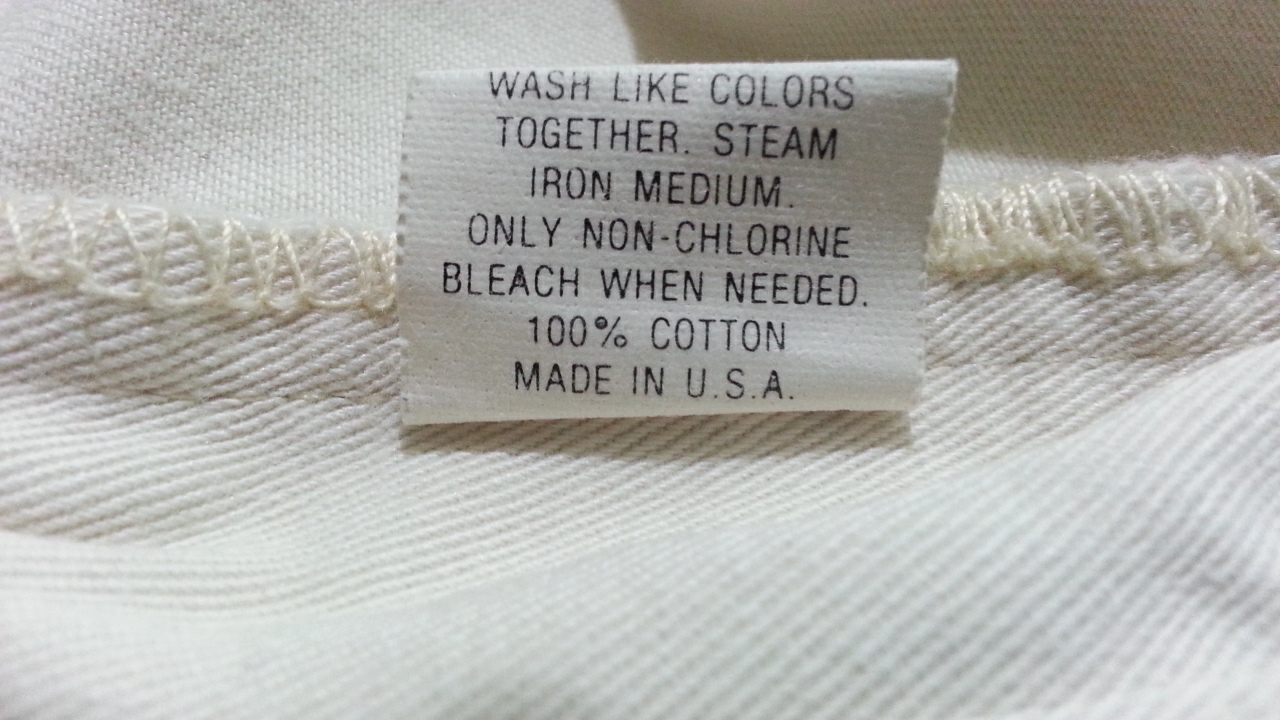 WASH LIKE COLORS
TOGETHER. STEAM
IRON MEDIUM.
ONLY NON-CHLORINE
BLEACH WHEN NEEDED.
100% COTTON
MADE IN U.S.A.